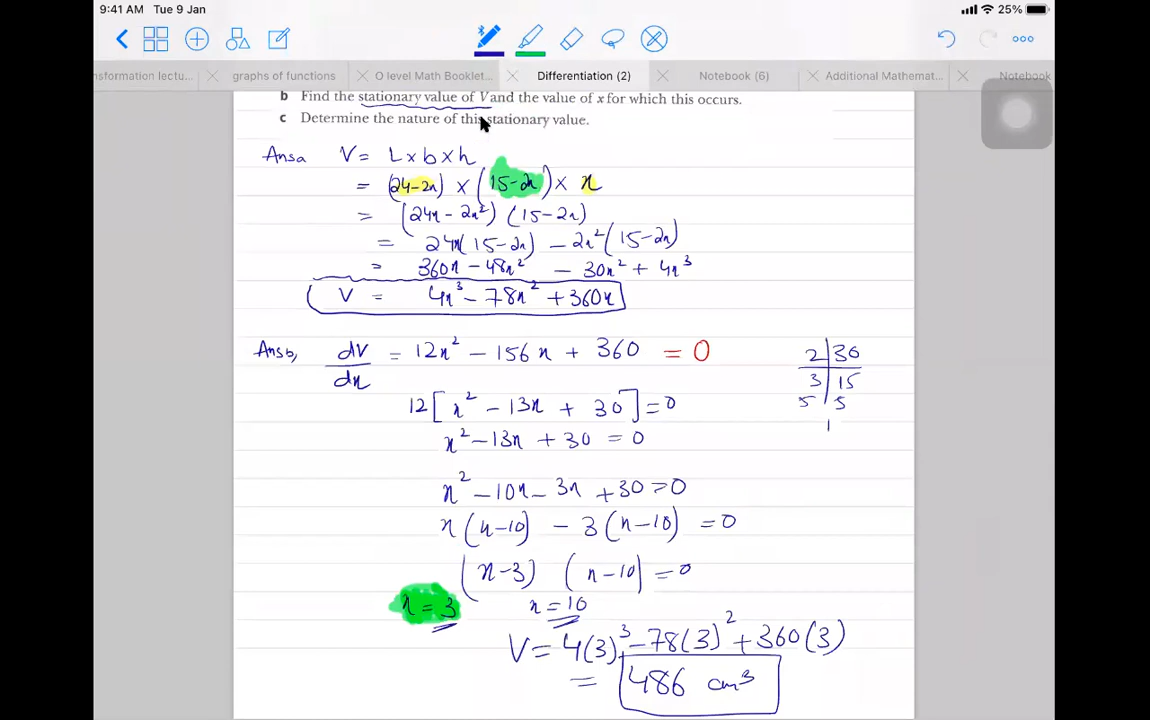 9:41 AM Tue 9 Jan
25%
nsformation lectu...
graphs of functions
O level Math Booklet...
Differentiation (2)
Notebook (6)
Additional Mathemat...
Notebook
b Find the stationary value of V and the value of x for which this occurs.
c Determine the nature of this stationary value.
Ansa V = L × b × h
= (24-2x) × (15-2x) × x
= (24x - 2x²) (15-2x)
= 24x(15-2x) - 2x²(15-2x)
= 360x - 48x² - 30x² + 4x³
V = 4x³ - 78x² + 360x
Ansb, dV/dx = 12x² - 156x + 360 = 0
2 | 30
3 | 15
5 | 5
1
12[x² - 13x + 30] = 0
x² - 13x + 30 = 0
x² - 10x - 3x + 30 = 0
x(x-10) - 3(x-10) = 0
(x-3) (x-10) = 0
x = 3 x = 10
V = 4(3)³ - 78(3)² + 360(3)
= 486 cm³